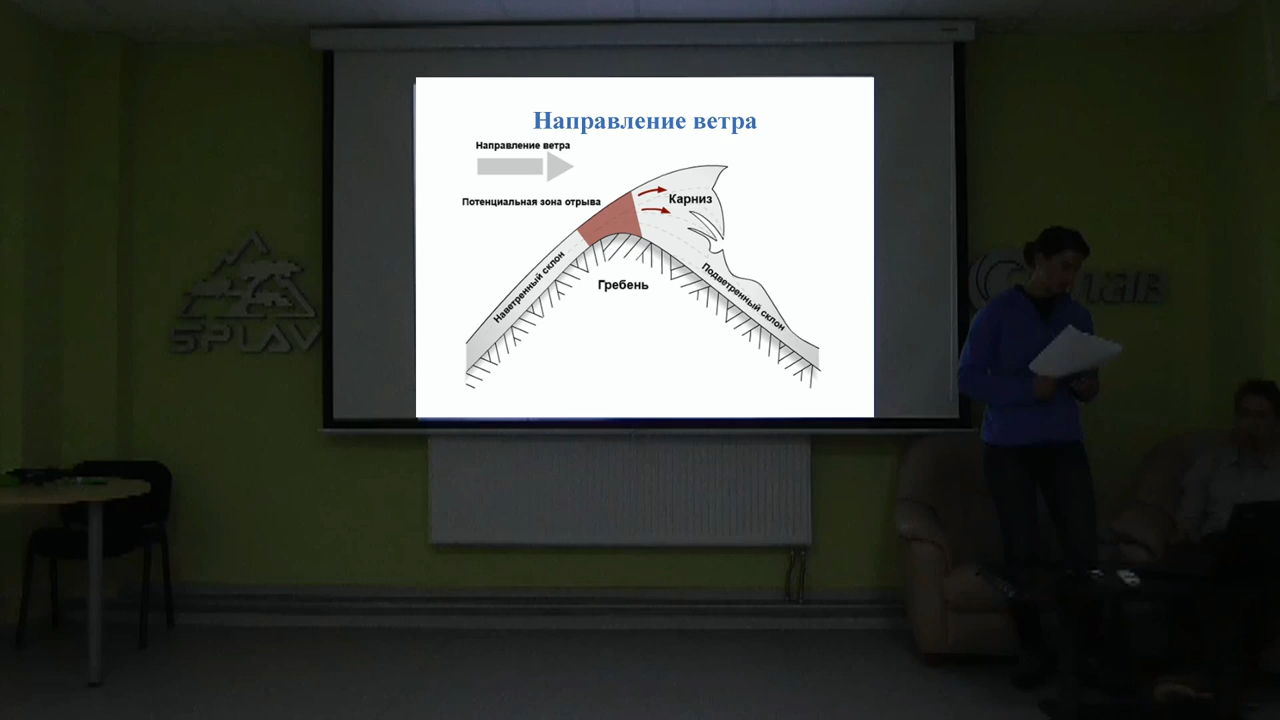 Направление ветра
Направление ветра
Потенциальная зона отрыва
Карниз
Наветренный склон
Гребень
Подветренный склон
SPLAV